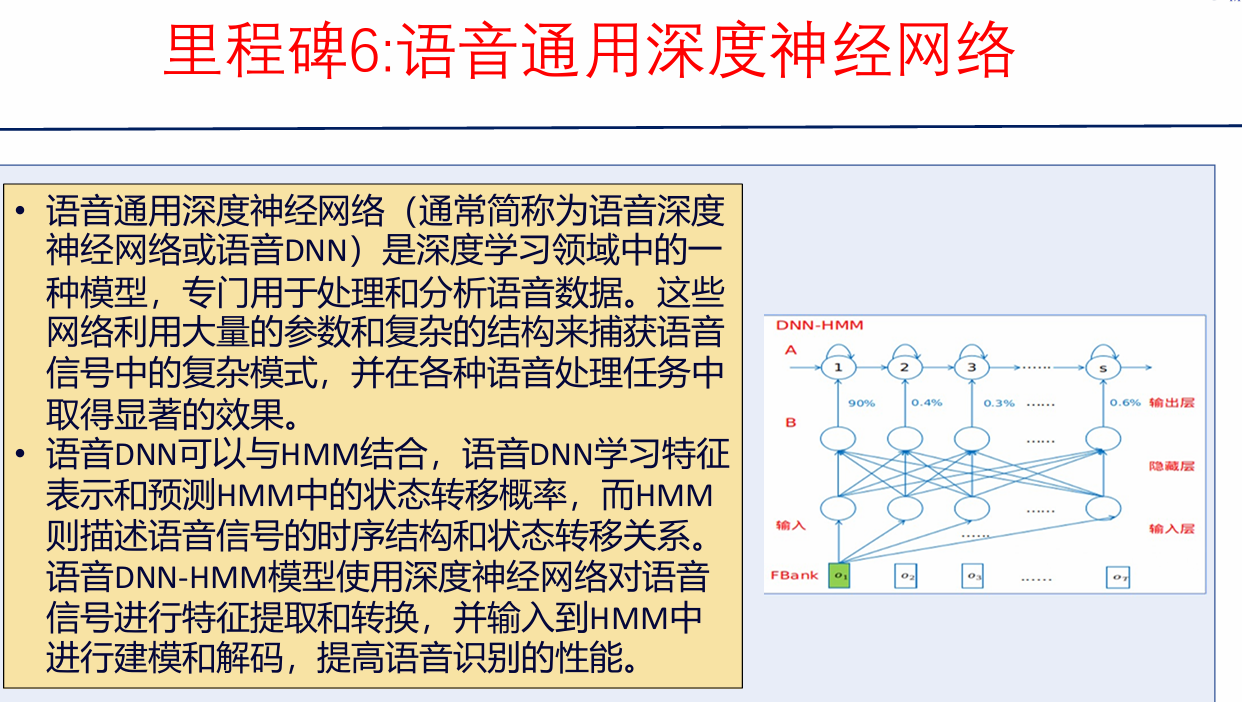 里程碑6:语音通用深度神经网络
• 语音通用深度神经网络（通常简称为语音深度
神经网络或语音DNN）是深度学习领域中的一
种模型，专门用于处理和分析语音数据。这些
网络利用大量的参数和复杂的结构来捕获语音
信号中的复杂模式，并在各种语音处理任务中
取得显著的效果。
• 语音DNN可以与HMM结合，语音DNN学习特征
表示和预测HMM中的状态转移概率，而HMM
则描述语音信号的时序结构和状态转移关系。
语音DNN-HMM模型使用深度神经网络对语音
信号进行特征提取和转换，并输入到HMM中
进行建模和解码，提高语音识别的性能。
DNN-HMM
A
1 2 3 …… s
90% 0.4% 0.3% …… 0.6% 输出层
B
……
隐藏层
……
输入 输入层
……
FBank o₁ o₂ o₃ …… o_T